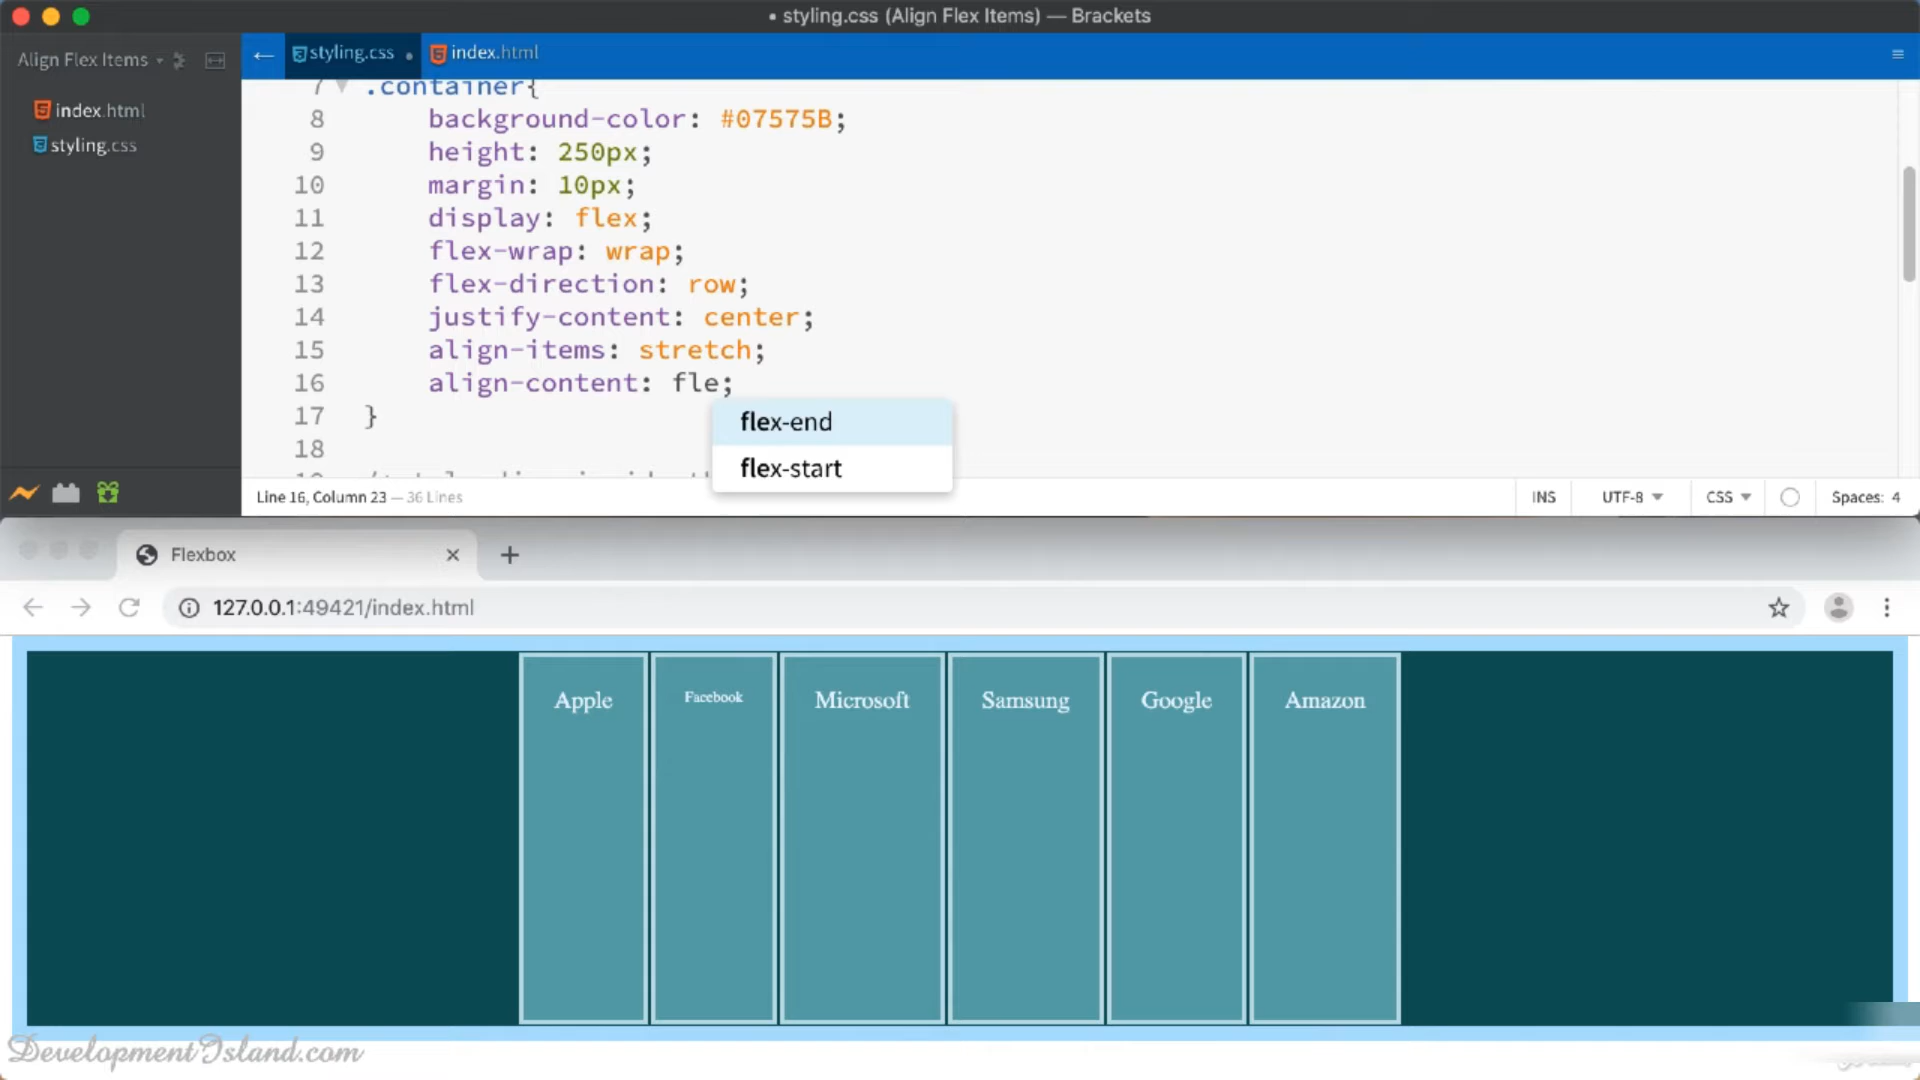 • styling.css (Align Flex Items) — Brackets
Align Flex Items
styling.css •
index.html
index.html
styling.css
7 .container{
8 background-color: #07575B;
9 height: 250px;
10 margin: 10px;
11 display: flex;
12 flex-wrap: wrap;
13 flex-direction: row;
14 justify-content: center;
15 align-items: stretch;
16 align-content: fle;
17 }
18
flex-end
flex-start
Line 16, Column 23 — 36 Lines
INS UTF-8 CSS Spaces: 4
Flexbox
127.0.0.1:49421/index.html
Apple Facebook Microsoft Samsung Google Amazon
DevelopmentIsland.com